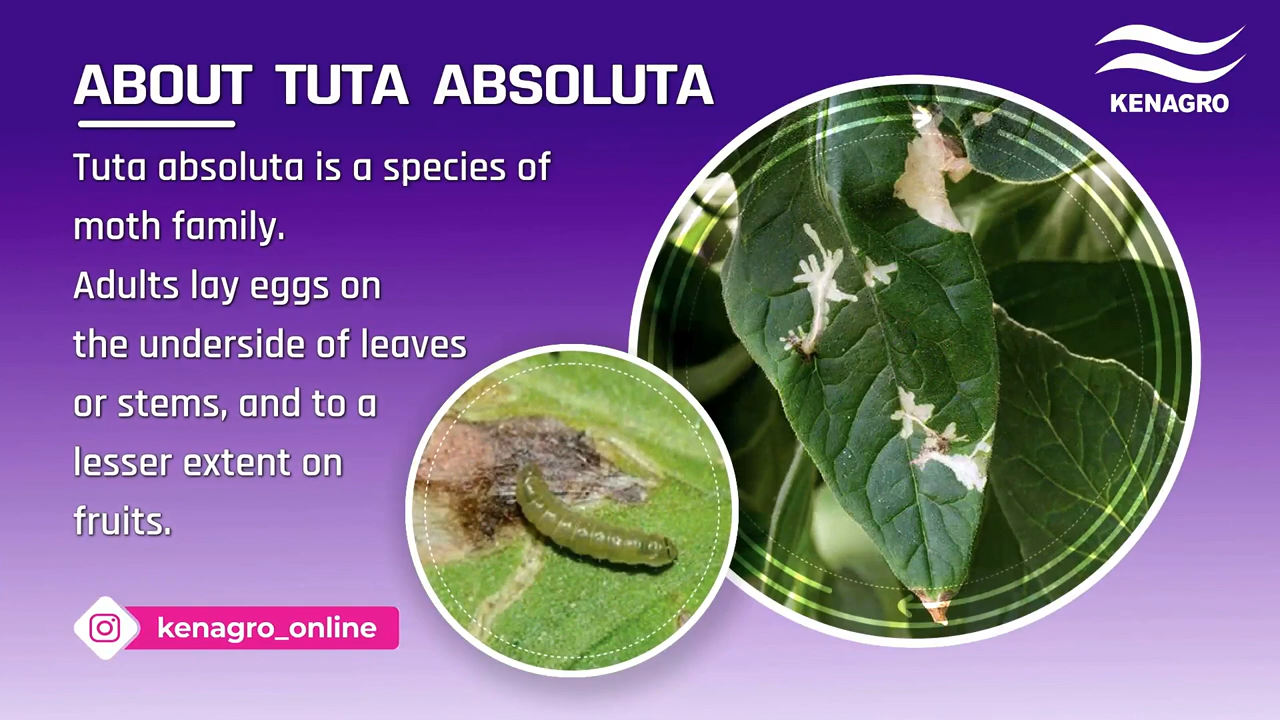 KENAGRO
ABOUT TUTA ABSOLUTA
Tuta absoluta is a species of
moth family.
Adults lay eggs on
the underside of leaves
or stems, and to a
lesser extent on
fruits.
kenagro_online